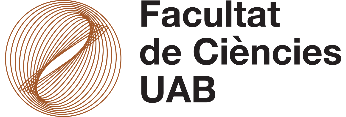 Facultat
de Ciències
UAB